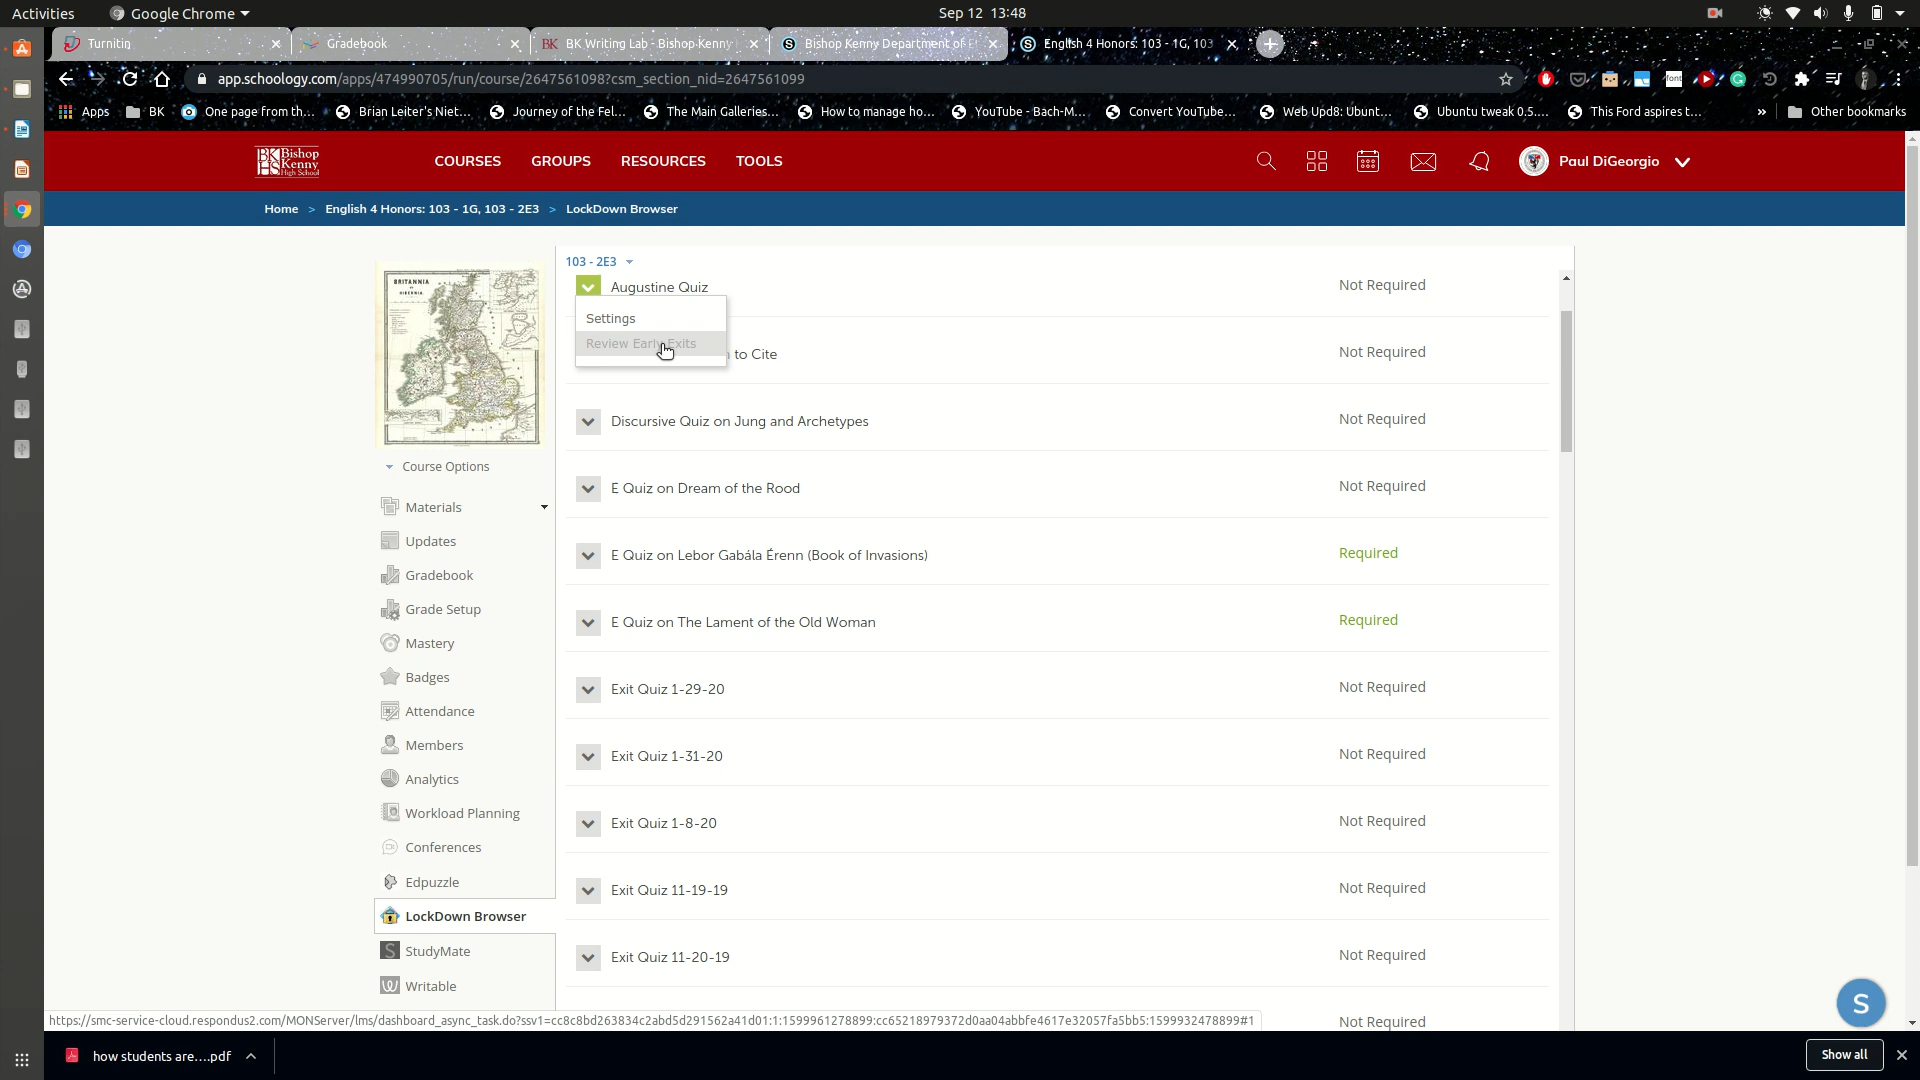 Activities
Google Chrome
Sep 12 13:48
Turnitin
Gradebook
BK Writing Lab - Bishop Kenny
Bishop Kenny Department of E
English 4 Honors: 103 - 1G, 103
app.schoology.com/apps/474990705/run/course/2647561098?csm_section_nid=2647561099
Apps
BK
One page from th...
Brian Leiter's Niet...
Journey of the Fel...
The Main Galleries...
How to manage ho...
YouTube - Bach-M...
Convert YouTube...
Web Upd8: Ubunt...
Ubuntu tweak 0.5....
This Ford aspires t...
»
Other bookmarks
BK HS Bishop Kenny High School
COURSES
GROUPS
RESOURCES
TOOLS
Paul DiGeorgio
Home > English 4 Honors: 103 - 1G, 103 - 2E3 > LockDown Browser
BRITANNIA
HIBERNIA
Course Options
Materials
Updates
Gradebook
Grade Setup
Mastery
Badges
Attendance
Members
Analytics
Workload Planning
Conferences
Edpuzzle
LockDown Browser
StudyMate
Writable
103 - 2E3
Augustine Quiz Not Required
Settings
Review Early Exits
to Cite Not Required
Discursive Quiz on Jung and Archetypes Not Required
E Quiz on Dream of the Rood Not Required
E Quiz on Lebor Gabála Érenn (Book of Invasions) Required
E Quiz on The Lament of the Old Woman Required
Exit Quiz 1-29-20 Not Required
Exit Quiz 1-31-20 Not Required
Exit Quiz 1-8-20 Not Required
Exit Quiz 11-19-19 Not Required
Exit Quiz 11-20-19 Not Required
Not Required
S
https://smc-service-cloud.respondus2.com/MONServer/lms/dashboard_async_task.do?ssv1=cc8c8bd263834c2abd5d291562a41d01:1:1599961278899:cc65218979372d0aa04abbfe4617e32057fa5bb5:1599932478899#1
how students are....pdf
Show all